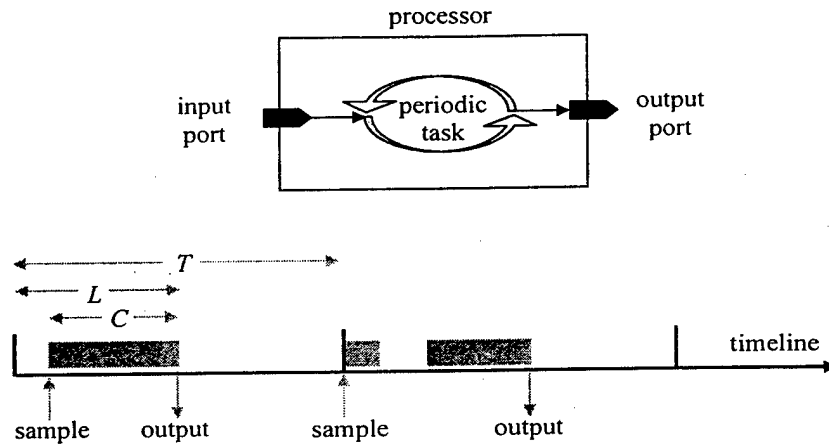 processor
input
port
periodic
task
output
port
T
L
C
timeline
sample
output
sample
output